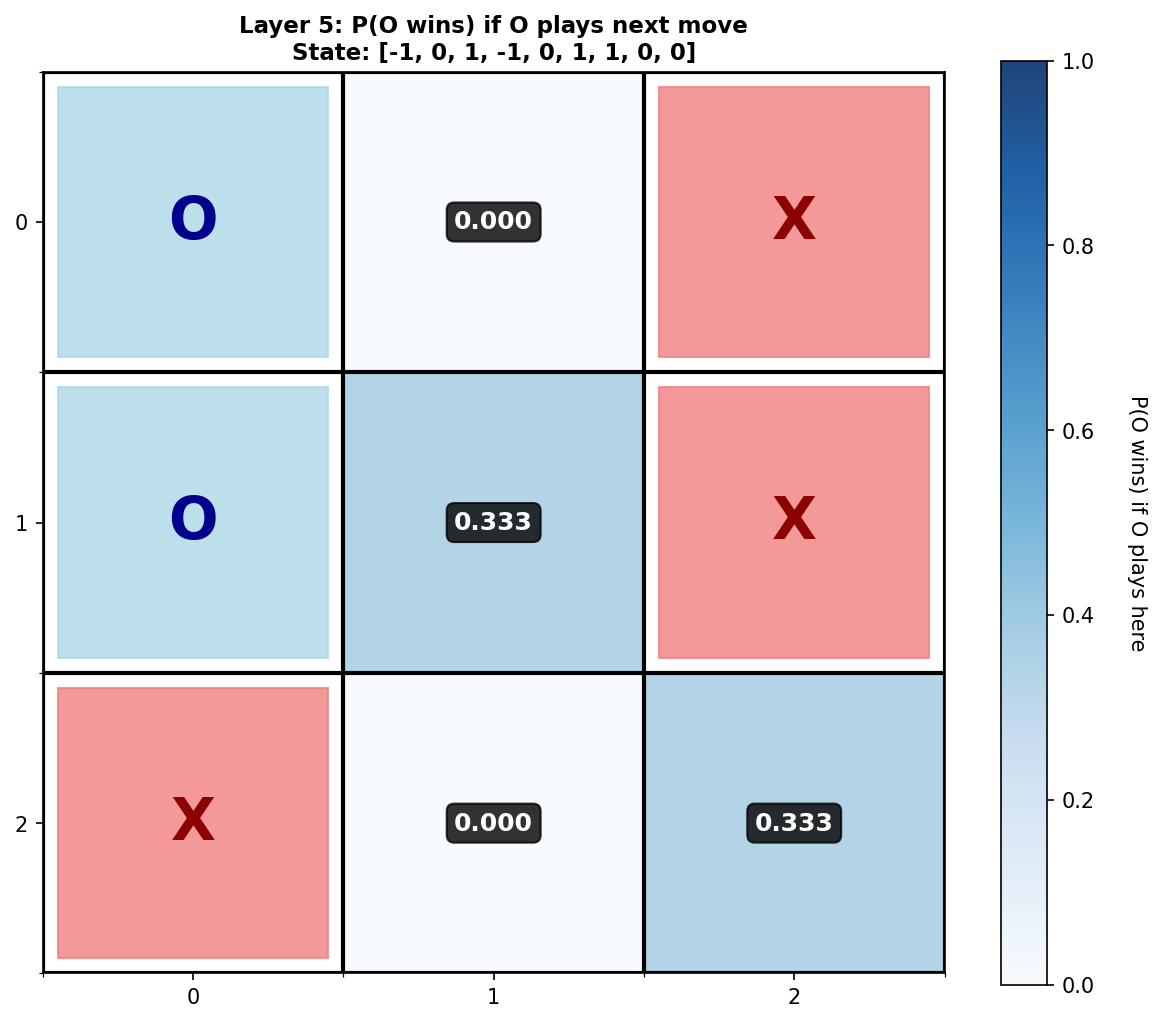 Layer 5: P(O wins) if O plays next move
State: [-1, 0, 1, -1, 0, 1, 1, 0, 0]
0
O
0.000
X
1
O
0.333
X
2
X
0.000
0.333
0
1
2
1.0
0.8
0.6
0.4
0.2
0.0
P(O wins) if O plays here